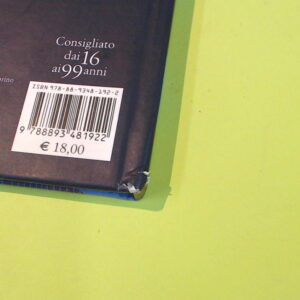 Consigliato
dai 16
ai 99 anni
ISBN 978-88-9348-192-2
9 788893 481922
€ 18,00